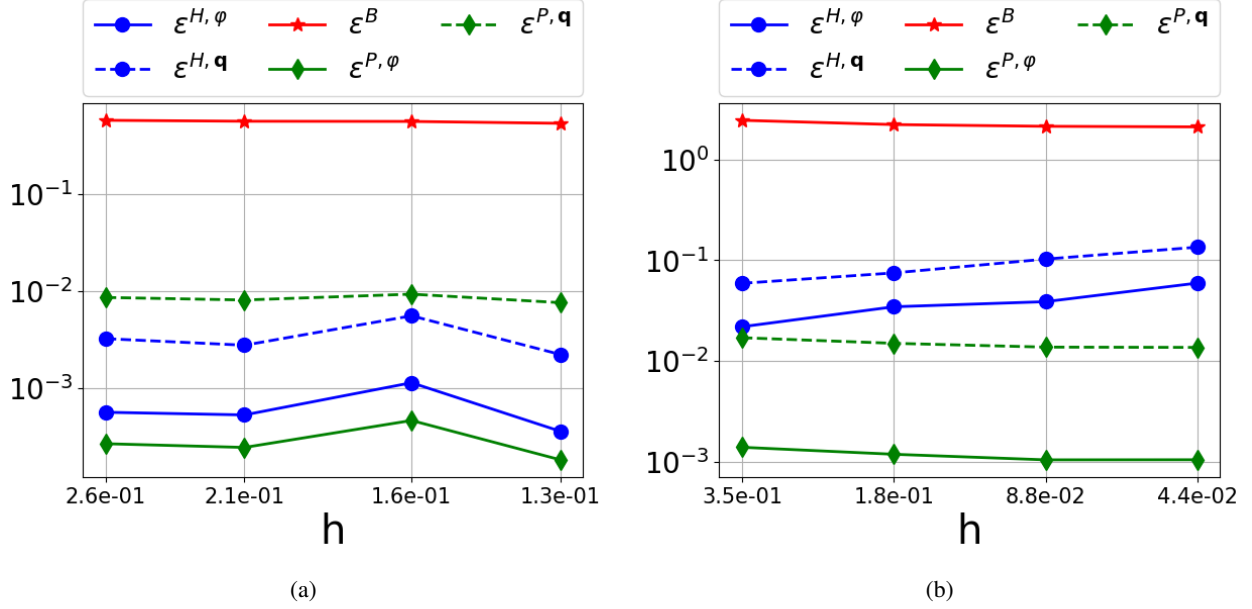 ε^{H, φ} ε^{B} ε^{P, q}
ε^{H, q} ε^{P, φ}
10^{-1}
10^{-2}
10^{-3}
2.6e-01 2.1e-01 1.6e-01 1.3e-01
h
(a)
ε^{H, φ} ε^{B} ε^{P, q}
ε^{H, q} ε^{P, φ}
10^{0}
10^{-1}
10^{-2}
10^{-3}
3.5e-01 1.8e-01 8.8e-02 4.4e-02
h
(b)